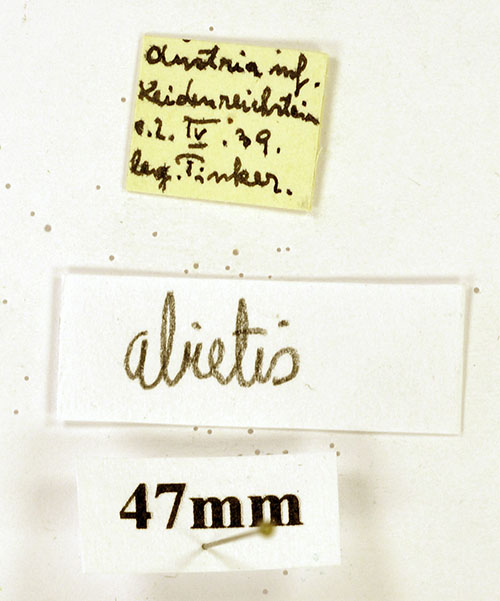 Austria inf.
Heidenreichstein
e.l. IV. 39.
leg. Tinker.
abietis
47mm